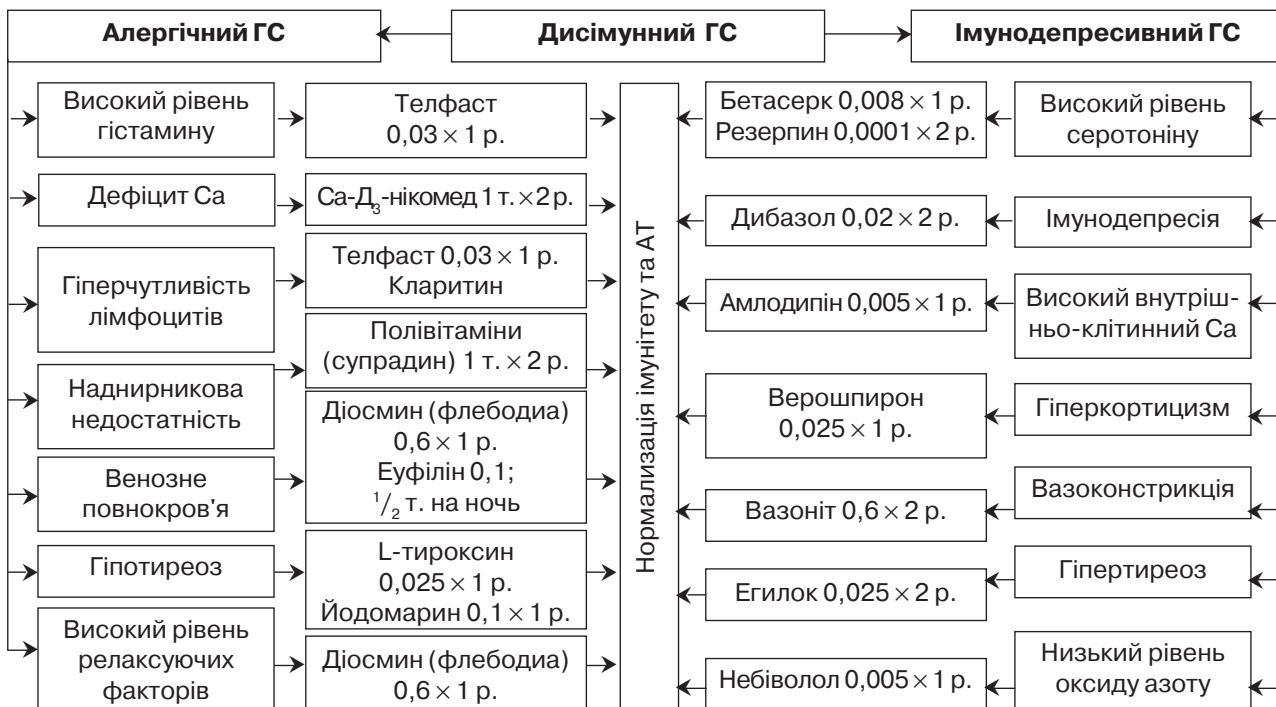 Алергічний ГС
Дисімунний ГС
Імунодепресивний ГС
Високий рівень
гістамину
Дефіцит Са
Гіперчутливість
лімфоцитів
Наднирникова
недостатність
Венозне
повнокров'я
Гіпотиреоз
Високий рівень
релаксуючих
факторів
Телфаст
0,03 × 1 р.
Са-Д₃-нікомед 1 т. × 2 р.
Телфаст 0,03 × 1 р.
Кларитин
Полівітаміни
(супрадин) 1 т. × 2 р.
Діосмин (флебодиа)
0,6 × 1 р.
Еуфілін 0,1;
¹/₂ т. на ночь
L-тироксин
0,025 × 1 р.
Йодомарин 0,1 × 1 р.
Діосмин (флебодиа)
0,6 × 1 р.
Нормализація імунітету та АТ
Бетасерк 0,008 × 1 р.
Резерпин 0,0001 × 2 р.
Дибазол 0,02 × 2 р.
Амлодипін 0,005 × 1 р.
Верошпирон
0,025 × 1 р.
Вазоніт 0,6 × 2 р.
Егилок 0,025 × 2 р.
Небіволол 0,005 × 1 р.
Високий рівень
серотоніну
Імунодепресія
Високий внутріш-
ньо-клітинний Са
Гіперкортицизм
Вазоконстрикція
Гіпертиреоз
Низький рівень
оксиду азоту